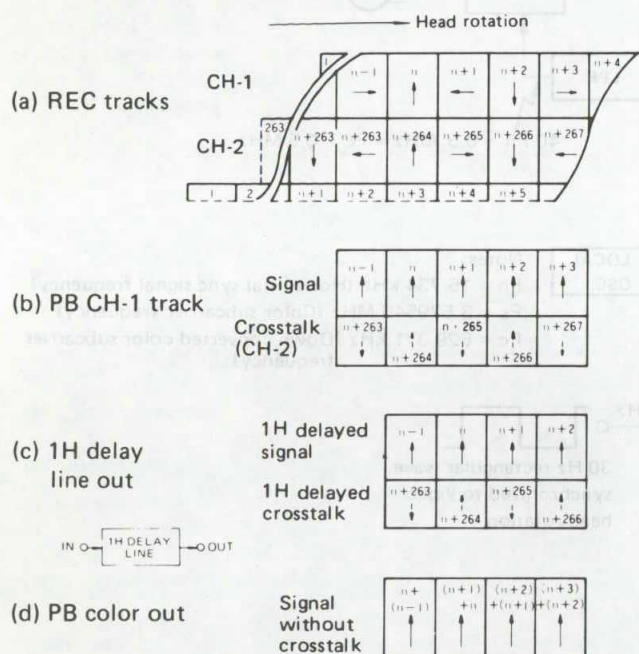 Head rotation
(a) REC tracks
CH-1
1 n-1 n n+1 n+2 n+3 n+4
CH-2
263 n+263 n+263 n+264 n+265 n+266 n+267
1 2 n+1 n+2 n+3 n+4 n+5
(b) PB CH-1 track
Signal
n-1 n n+1 n+2 n+3
Crosstalk
(CH-2)
n+263 n+265 n+267
n+264 n+266
(c) 1H delay
line out
1H delayed
signal
n-1 n n+1 n+2
1H delayed
crosstalk
n+263 n+265
n+264 n+266
IN 1H DELAY
LINE OUT
(d) PB color out
Signal
without
crosstalk
n+ (n+1) (n+2) (n+3)
(n-1) +n +(n+1) +(n+2)